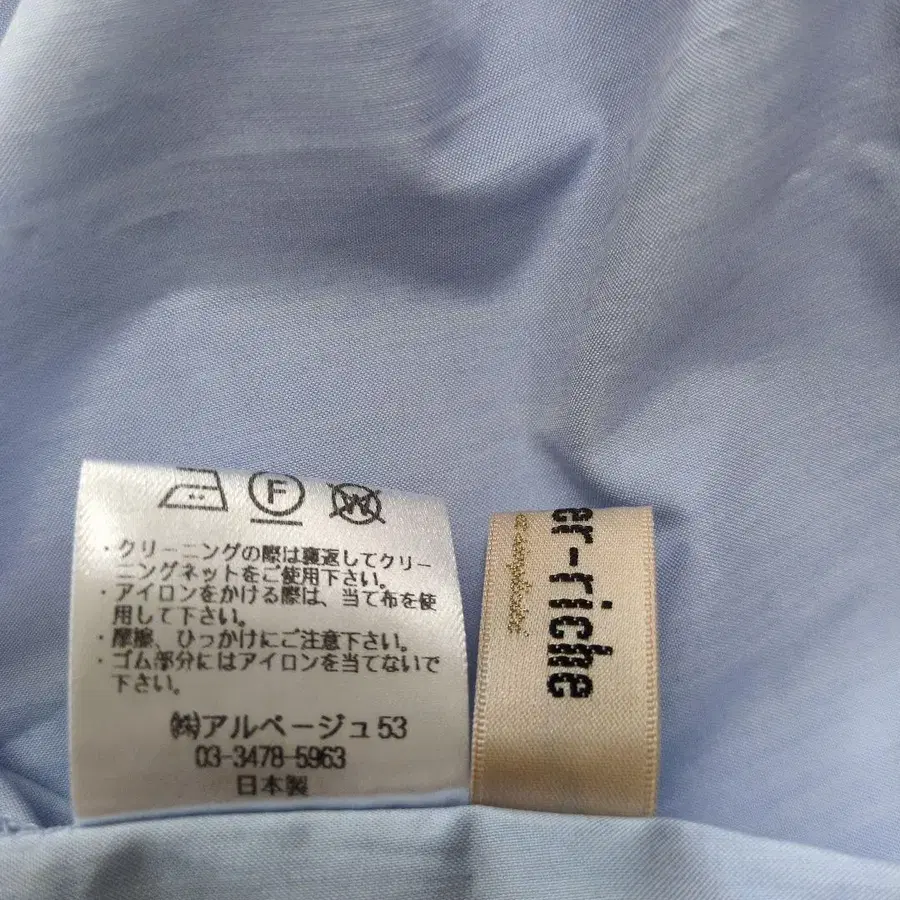 F
W
・クリーニングの際は裏返してクリー
ニングネットをご使用下さい。
・アイロンをかける際は、当て布を使
用して下さい。
・摩擦、ひっかけにご注意下さい。
・ゴム部分にはアイロンを当てないで
下さい。
㈱アルページュ53
03-3478-5963
日本製
er-riche